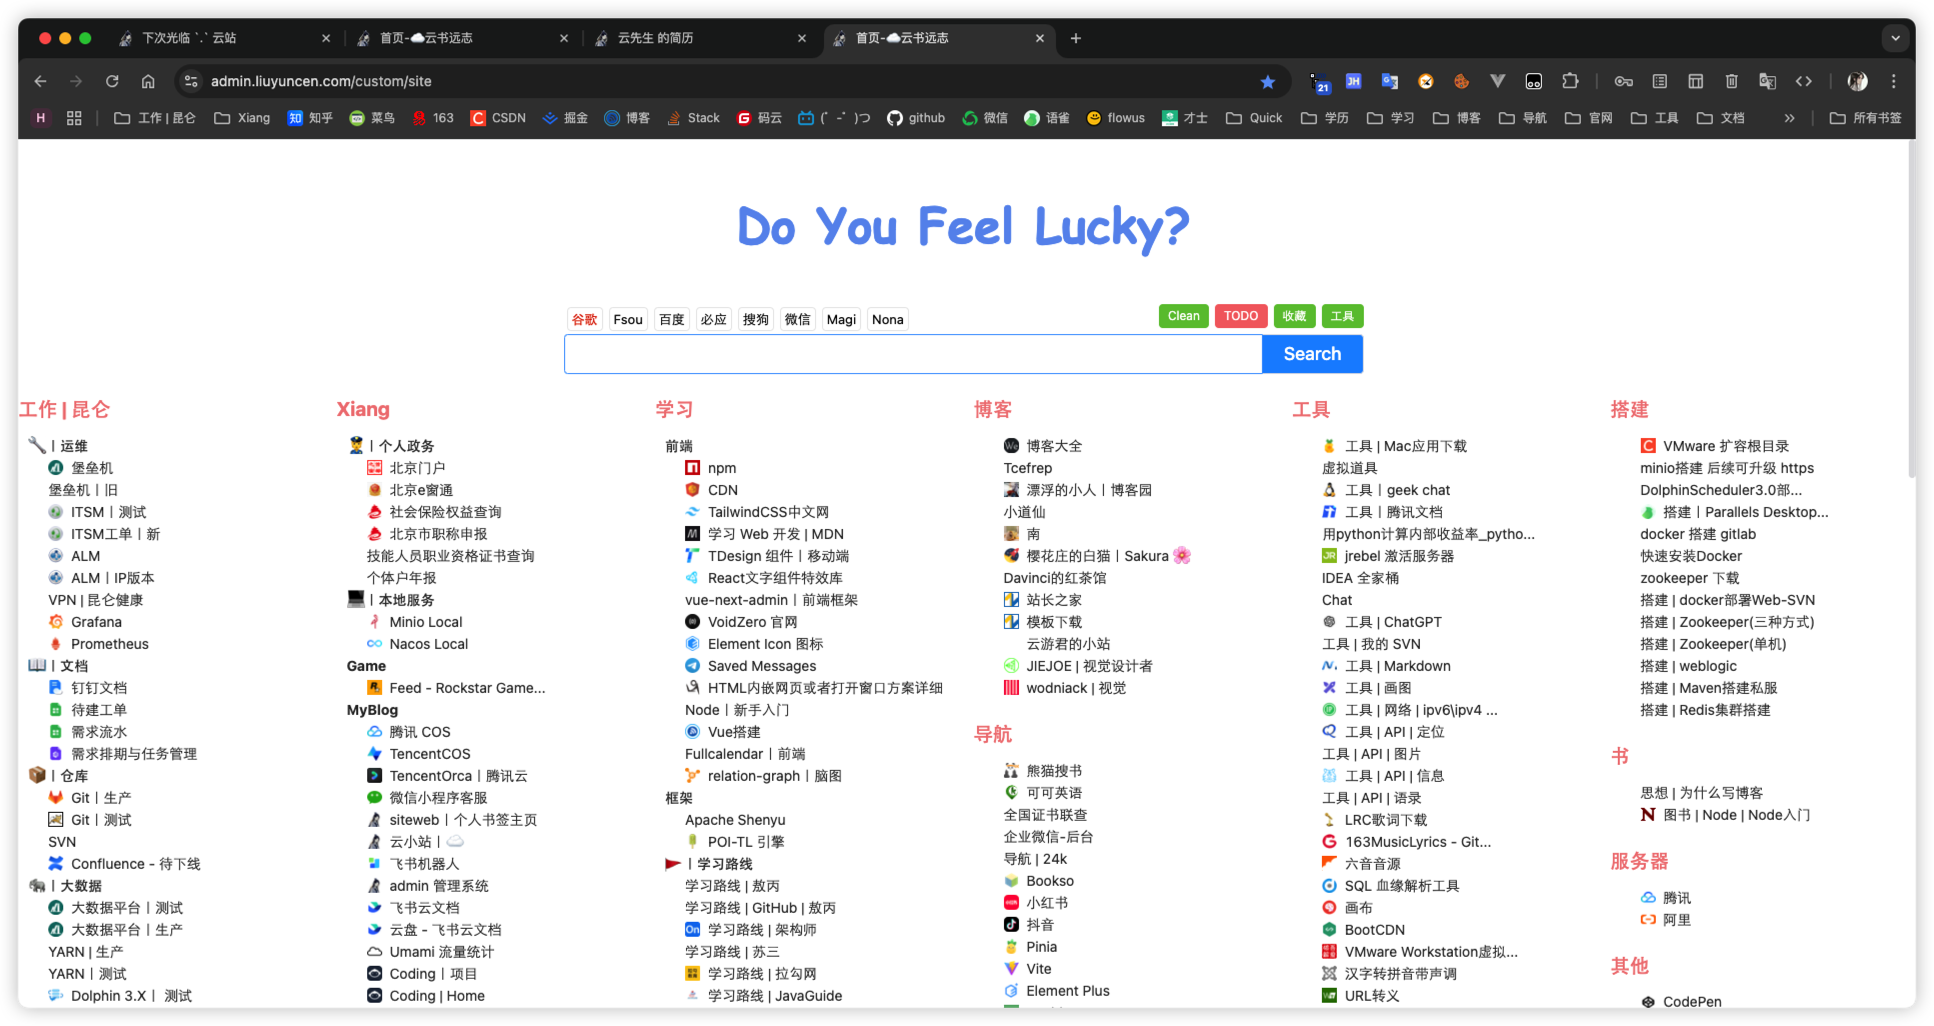 下次光临 `.` 云站
首页-☁️云书远志
云先生 的简历
首页-☁️云书远志
admin.liuyuncen.com/custom/site
21
JH
H
工作 | 昆仑
Xiang
知乎
菜鸟
163
CSDN
掘金
博客
Stack
码云
(゜-゜)つ
github
微信
语雀
flowus
才士
Quick
学历
学习
博客
导航
官网
工具
文档
所有书签
Do You Feel Lucky?
谷歌 Fsou 百度 必应 搜狗 微信 Magi Nona
Clean TODO 收藏 工具
Search
工作 | 昆仑
🔧 | 运维
堡垒机
堡垒机 | 旧
ITSM | 测试
ITSM工单 | 新
ALM
ALM | IP版本
VPN | 昆仑健康
Grafana
Prometheus
📖 | 文档
钉钉文档
待建工单
需求流水
需求排期与任务管理
📦 | 仓库
Git | 生产
Git | 测试
SVN
Confluence - 待下线
🐘 | 大数据
大数据平台 | 测试
大数据平台 | 生产
YARN | 生产
YARN | 测试
Dolphin 3.X | 测试
Xiang
| 个人政务
北京门户
北京e窗通
社会保险权益查询
北京市职称申报
技能人员职业资格证书查询
个体户年报
💻 | 本地服务
Minio Local
Nacos Local
Game
Feed - Rockstar Game...
MyBlog
腾讯 COS
TencentCOS
TencentOrca | 腾讯云
微信小程序客服
siteweb | 个人书签主页
云小站 | ☁️
飞书机器人
admin 管理系统
飞书云文档
云盘 - 飞书云文档
Umami 流量统计
Coding | 项目
Coding | Home
学习
前端
npm
CDN
TailwindCSS中文网
学习 Web 开发 | MDN
TDesign 组件 | 移动端
React文字组件特效库
vue-next-admin | 前端框架
VoidZero 官网
Element Icon 图标
Saved Messages
HTML内嵌网页或者打开窗口方案详细
Node | 新手入门
Vue搭建
Fullcalendar | 前端
relation-graph | 脑图
框架
Apache Shenyu
POI-TL 引擎
🚩 | 学习路线
学习路线 | 敖丙
学习路线 | GitHub | 敖丙
学习路线 | 架构师
学习路线 | 苏三
学习路线 | 拉勾网
学习路线 | JavaGuide
博客
博客大全
Tcefrep
漂浮的小人 | 博客园
小道仙
南
樱花庄的白猫 | Sakura 🌸
Davinci的红茶馆
站长之家
模板下载
云游君的小站
JIEJOE | 视觉设计者
wodniack | 视觉
导航
熊猫搜书
可可英语
全国证书联查
企业微信-后台
导航 | 24k
Bookso
小红书
抖音
Pinia
Vite
Element Plus
工具
工具 | Mac应用下载
虚拟道具
工具 | geek chat
工具 | 腾讯文档
用python计算内部收益率_pytho...
jrebel 激活服务器
IDEA 全家桶
Chat
工具 | ChatGPT
工具 | 我的 SVN
工具 | Markdown
工具 | 画图
工具 | 网络 | ipv6\ipv4 ...
工具 | API | 定位
工具 | API | 图片
工具 | API | 信息
工具 | API | 语录
LRC歌词下载
163MusicLyrics - Git...
六音音源
SQL 血缘解析工具
画布
BootCDN
VMware Workstation虚拟...
汉字转拼音带声调
URL转义
搭建
VMware 扩容根目录
minio搭建 后续可升级 https
DolphinScheduler3.0部...
搭建 | Parallels Desktop...
docker 搭建 gitlab
快速安装Docker
zookeeper 下载
搭建 | docker部署Web-SVN
搭建 | Zookeeper(三种方式)
搭建 | Zookeeper(单机)
搭建 | weblogic
搭建 | Maven搭建私服
搭建 | Redis集群搭建
书
思想 | 为什么写博客
图书 | Node | Node入门
服务器
腾讯
阿里
其他
CodePen